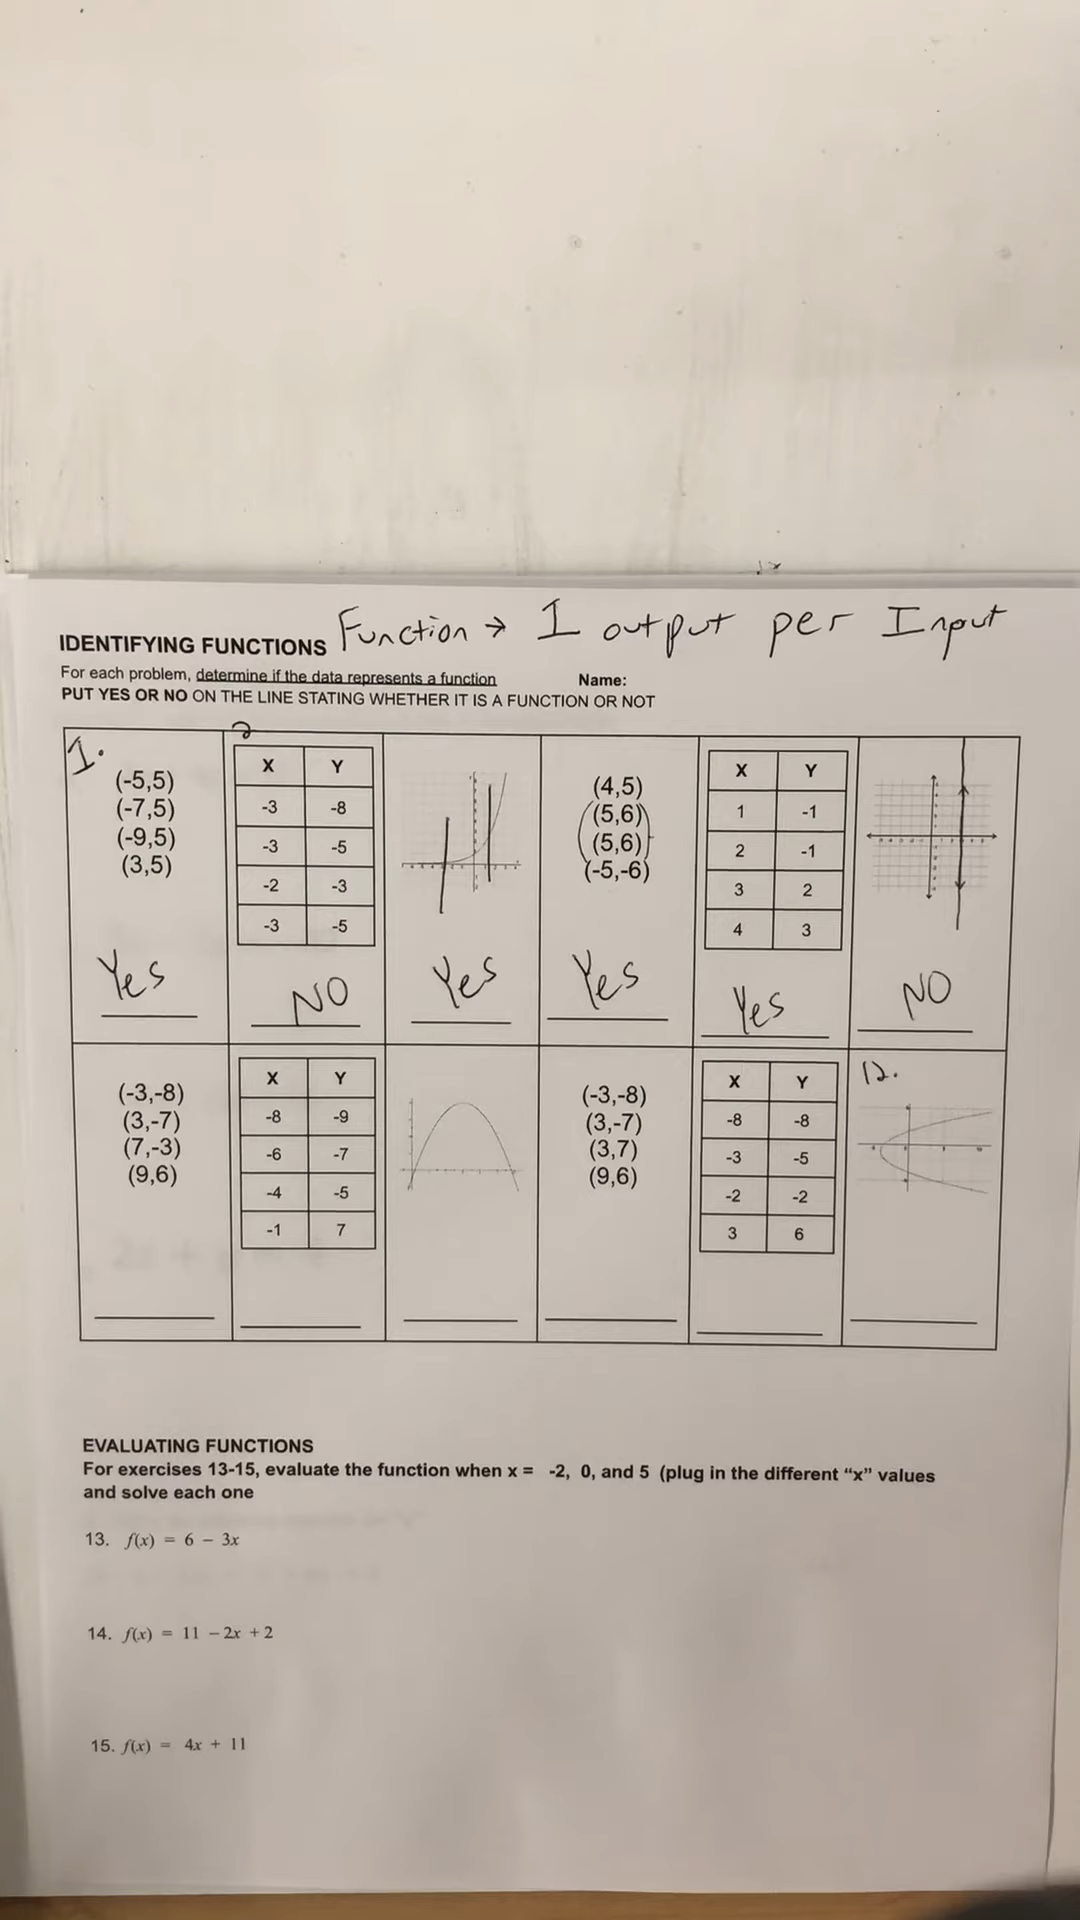 Function → 1 output per Input
IDENTIFYING FUNCTIONS
For each problem, determine if the data represents a function
Name:
PUT YES OR NO ON THE LINE STATING WHETHER IT IS A FUNCTION OR NOT
1.
(-5,5)
(-7,5)
(-9,5)
(3,5)
Yes
2
X Y
-3 -8
-3 -5
-2 -3
-3 -5
NO
Yes
(4,5)
(5,6)
(5,6)
(-5,-6)
Yes
X Y
1 -1
2 -1
3 2
4 3
Yes
NO
(-3,-8)
(3,-7)
(7,-3)
(9,6)
X Y
-8 -9
-6 -7
-4 -5
-1 7
(-3,-8)
(3,-7)
(3,7)
(9,6)
X Y
-8 -8
-3 -5
-2 -2
3 6
12.
EVALUATING FUNCTIONS
For exercises 13-15, evaluate the function when x = -2, 0, and 5 (plug in the different “x” values
and solve each one
13. f(x) = 6 – 3x
14. f(x) = 11 – 2x + 2
15. f(x) = 4x + 11